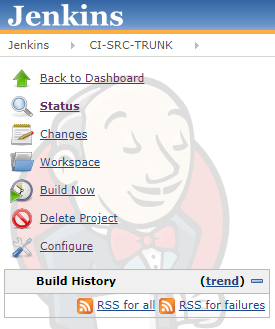 Jenkins
Jenkins CI-SRC-TRUNK
Back to Dashboard
Status
Changes
Workspace
Build Now
Delete Project
Configure
Build History (trend)
RSS for all RSS for failures